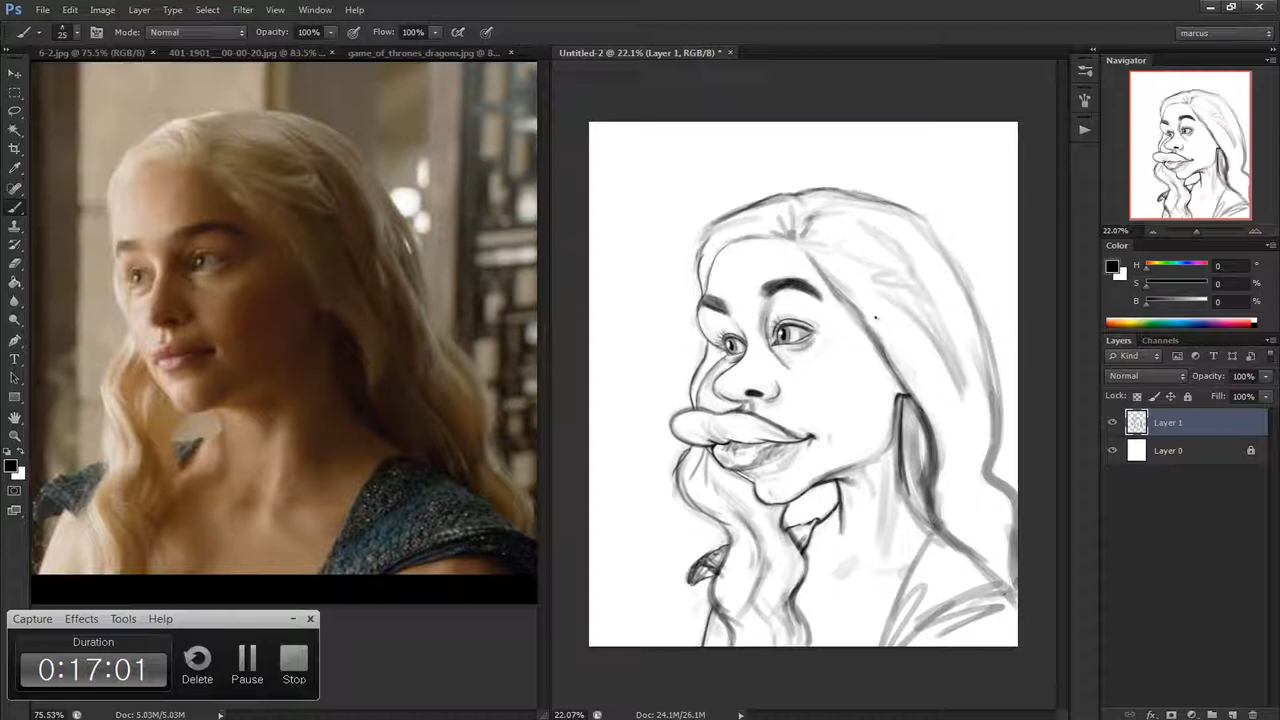 Ps File Edit Image Layer Type Select Filter View Window Help
25 Mode: Normal Opacity: 100% Flow: 100% marcus
6-2.jpg @ 75.5% (RGB/8) × 401-1901__00-00-20.jpg @ 83.5% ... × game_of_thrones_dragons.jpg @ 8... × Untitled-2 @ 22.1% (Layer 1, RGB/8) * ×
Navigator
22.07%
Color
H 0 °
S 0 %
B 0 %
Layers Channels
Kind
Normal Opacity: 100%
Lock: Fill: 100%
Layer 1
Layer 0
Capture Effects Tools Help
Duration
0:17:01
Delete Pause Stop
75.53% Doc: 5.03M/5.03M 22.07% Doc: 24.1M/26.1M
fx